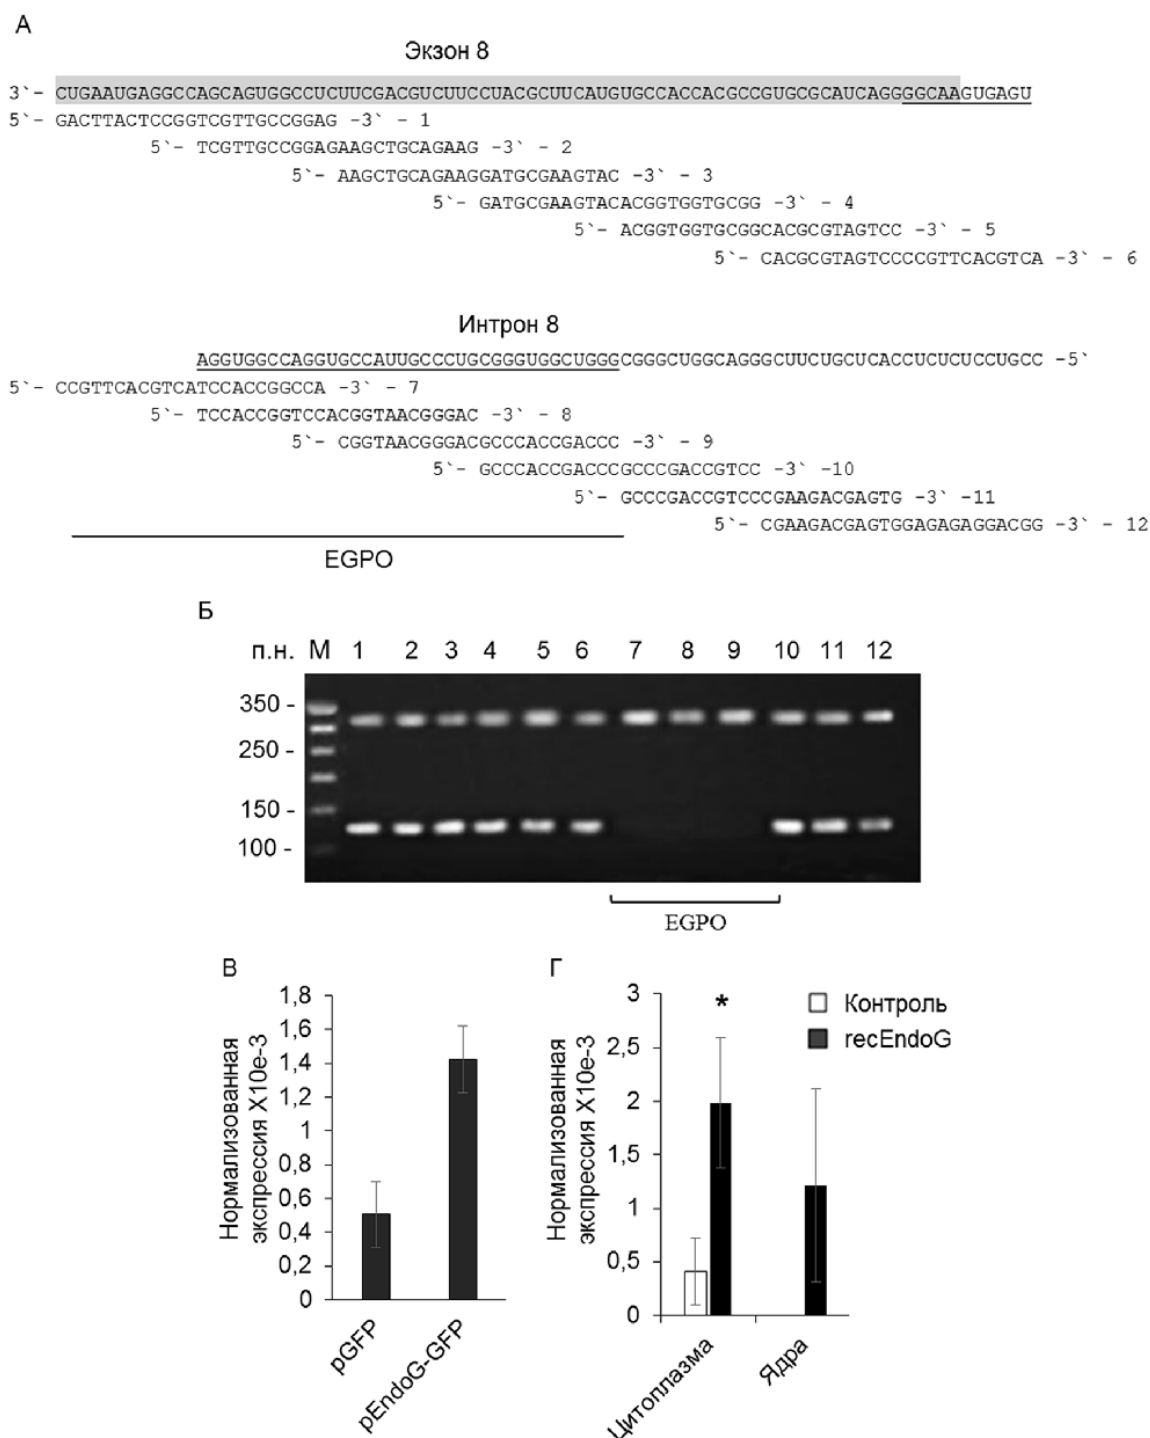 А
Экзон 8
3`- CUGAAUGAGGCCAGCAGUGGCCUCUUCGACGUCUUCCUACGCUUCAUGUGCCACCACGCCGUGCGCAUCAGGGGCAAGUGAGU
5`- GACTTACTCCGGTCGTTGCCGGAG -3` - 1
5`- TCGTTGCCGGAGAAGCTGCAGAAG -3` - 2
5`- AAGCTGCAGAAGGATGCGAAGTAC -3` - 3
5`- GATGCGAAGTACACGGTGGTGCGG -3` - 4
5`- ACGGTGGTGCGGCACGCGTAGTCC -3` - 5
5`- CACGCGTAGTCCCCGTTCACGTCA -3` - 6
Интрон 8
AGGUGGCCAGGUGCCAUUGCCCUGCGGGUGGCUGGGCGGGCUGGCAGGGCUUCUGCUCACCUCUCUCCUGCC -5`
5`- CCGTTCACGTCATCCACCGGCCA -3` - 7
5`- TCCACCGGTCCACGGTAACGGGAC -3` - 8
5`- CGGTAACGGGACGCCCACCGACCC -3` - 9
5`- GCCCACCGACCCGCCCGACCGTCC -3` -10
5`- GCCCGACCGTCCCGAAGACGAGTG -3` -11
5`- CGAAGACGAGTGGAGAGAGGACGG -3` - 12
EGPO
Б
п.н. М 1 2 3 4 5 6 7 8 9 10 11 12
350 -
250 -
150 -
100 -
EGPO
В
Нормализованная
экспрессия X10e-3
1,8
1,6
1,4
1,2
1
0,8
0,6
0,4
0,2
0
pGFP
pEndoG-GFP
Г
Нормализованная
экспрессия X10e-3
3
2,5
2
1,5
1
0,5
0
*
Контроль
recEndoG
Цитоплазма
Ядра